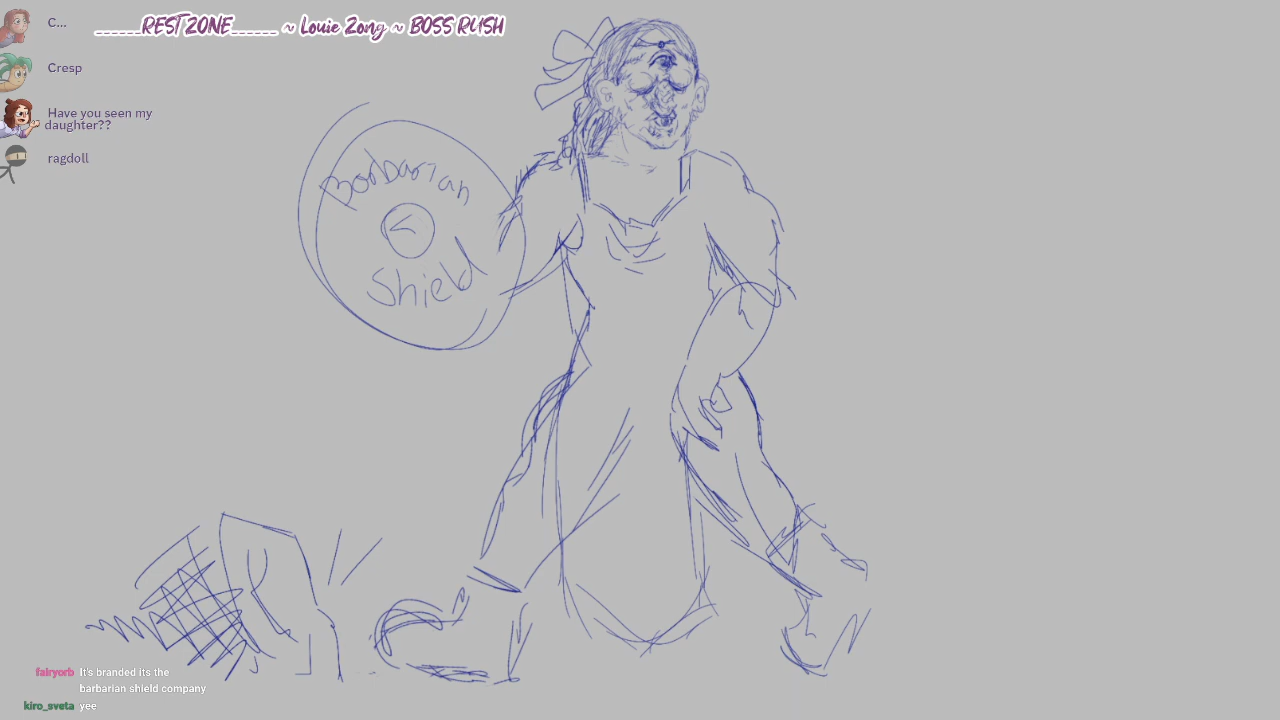 ______REST ZONE______ ~ Louie Zong ~ BOSS RUSH
C...
Cresp
Have you seen my
daughter??
ragdoll
Barbarian
Shield
fairyorb It's branded its the
barbarian shield company
kiro_sveta yee